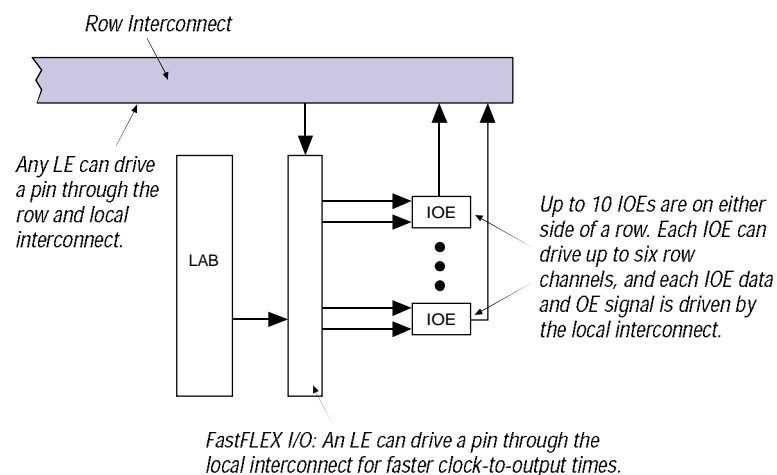 Row Interconnect
Any LE can drive
a pin through the
row and local
interconnect.
LAB
IOE
IOE
Up to 10 IOEs are on either
side of a row. Each IOE can
drive up to six row
channels, and each IOE data
and OE signal is driven by
the local interconnect.
FastFLEX I/O: An LE can drive a pin through the
local interconnect for faster clock-to-output times.